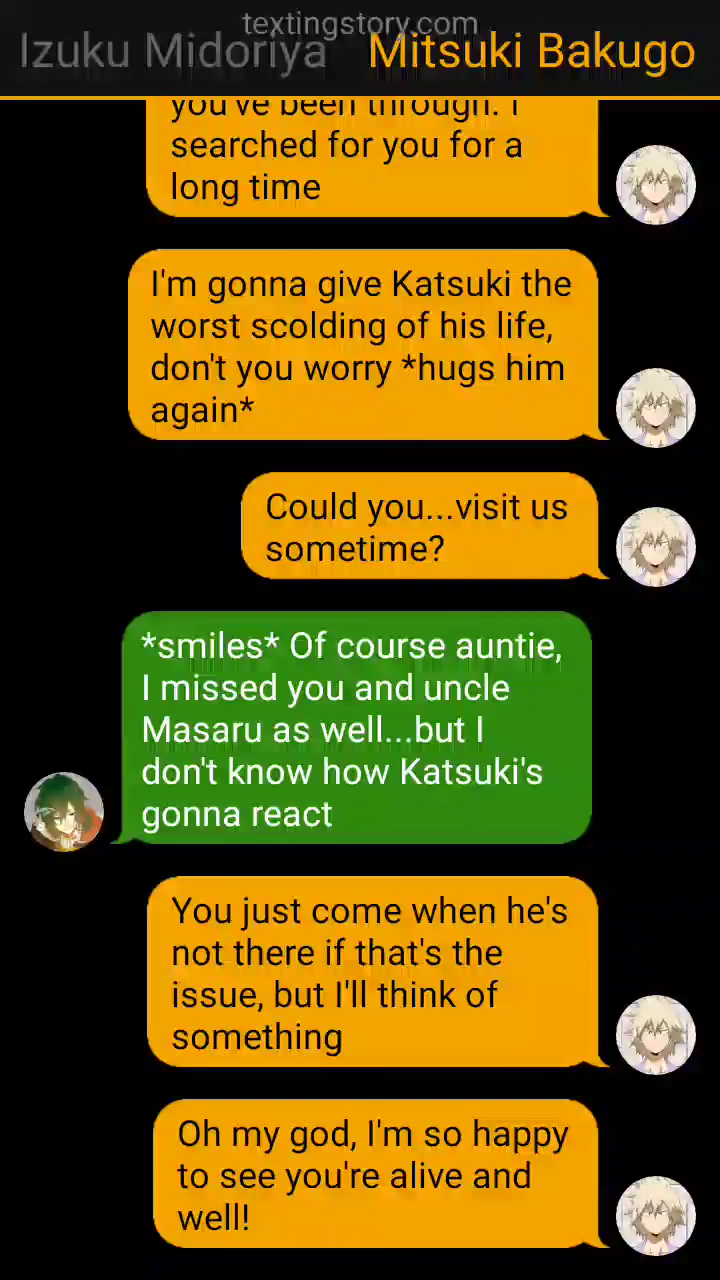 textingstory.com
Izuku Midoriya Mitsuki Bakugo
you've been through. I
searched for you for a
long time
I'm gonna give Katsuki the
worst scolding of his life,
don't you worry *hugs him
again*
Could you...visit us
sometime?
*smiles* Of course auntie,
I missed you and uncle
Masaru as well...but I
don't know how Katsuki's
gonna react
You just come when he's
not there if that's the
issue, but I'll think of
something
Oh my god, I'm so happy
to see you're alive and
well!